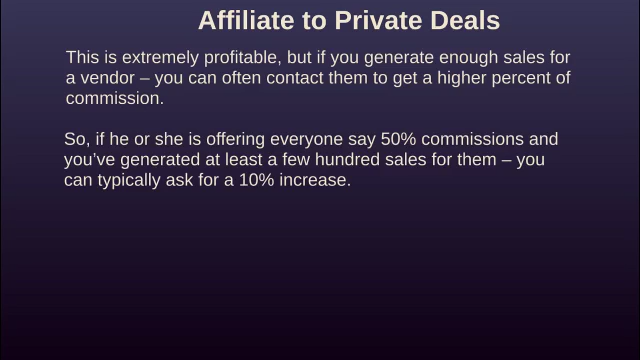 Affiliate to Private Deals
This is extremely profitable, but if you generate enough sales for
a vendor – you can often contact them to get a higher percent of
commission.
So, if he or she is offering everyone say 50% commissions and
you’ve generated at least a few hundred sales for them – you
can typically ask for a 10% increase.